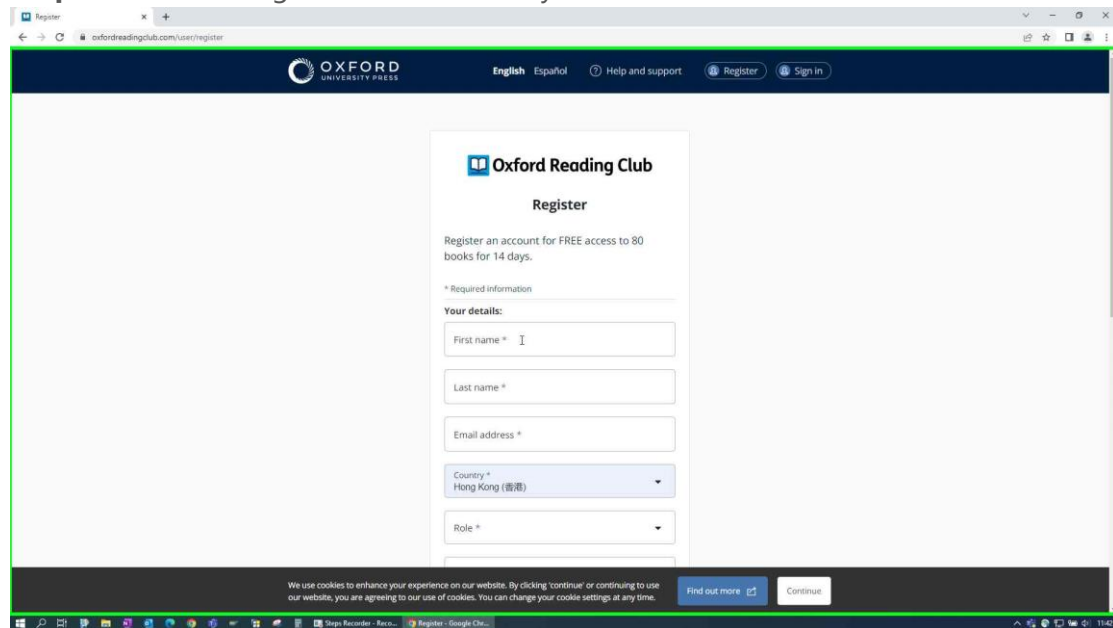 Register
oxfordreadingclub.com/user/register
OXFORD
UNIVERSITY PRESS
English Español Help and support Register Sign in
Oxford Reading Club
Register
Register an account for FREE access to 80
books for 14 days.
* Required information
Your details:
First name *
Last name *
Email address *
Country *
Hong Kong (香港)
Role *
We use cookies to enhance your experience on our website. By clicking 'continue' or continuing to use
our website, you are agreeing to our use of cookies. You can change your cookie settings at any time.
Find out more
Continue
Steps Recorder - Reco... Register - Google Chr...